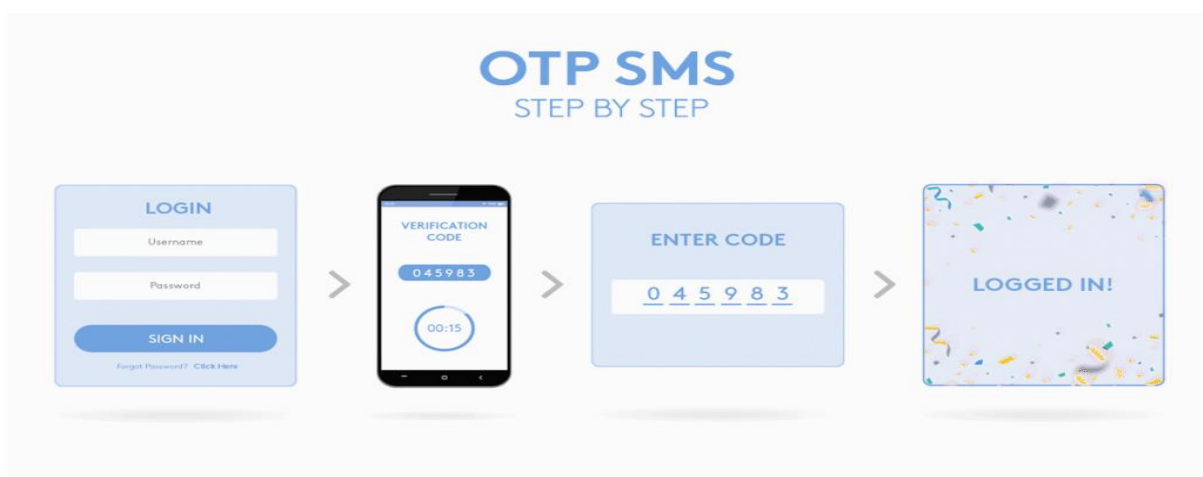 OTP SMS
STEP BY STEP
LOGIN
Username
Password
SIGN IN
Forgot Password? Click Here
VERIFICATION
CODE
045983
00:15
ENTER CODE
0 4 5 9 8 3
LOGGED IN!